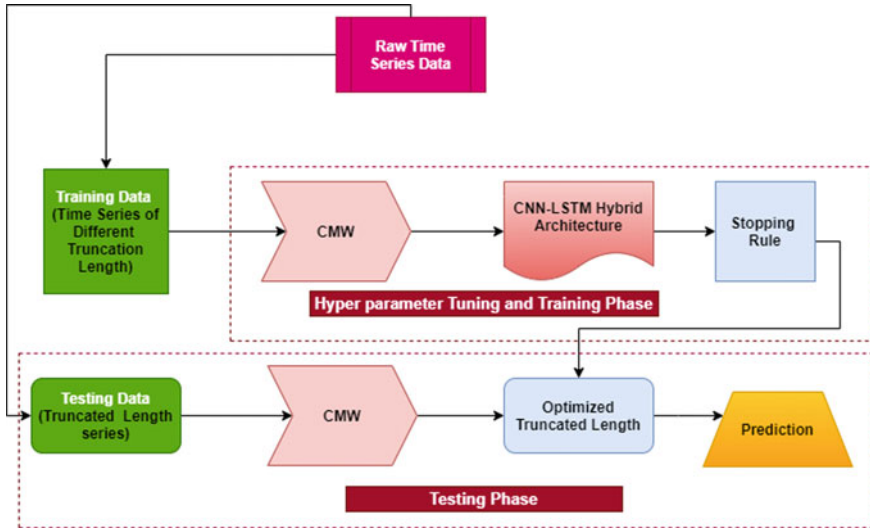 Raw Time
Series Data
Training Data
(Time Series of
Different
Truncation
Length)
CMW
CNN-LSTM Hybrid
Architecture
Stopping
Rule
Hyper parameter Tuning and Training Phase
Testing Data
(Truncated Length
series)
CMW
Optimized
Truncated Length
Prediction
Testing Phase